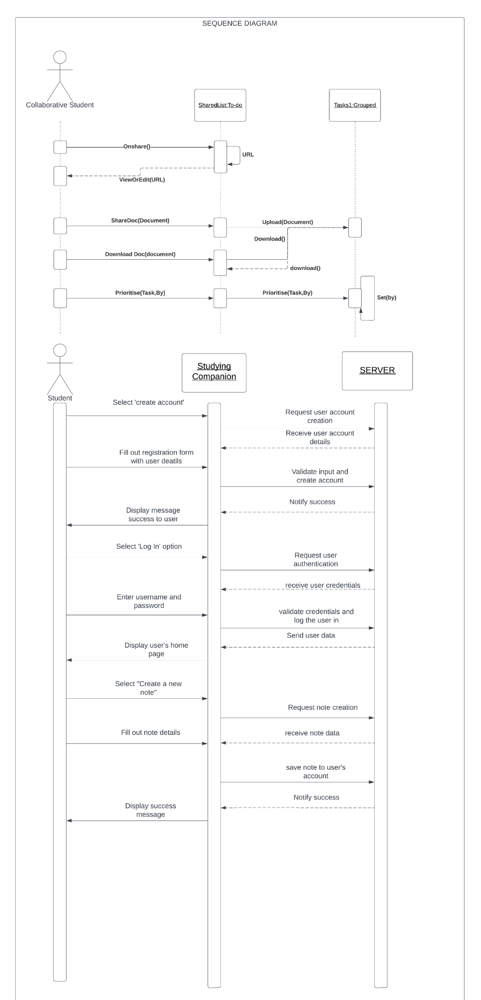 SEQUENCE DIAGRAM
Collaborative Student
SharedList:To-do
Tasks1:Grouped
Onshare()
URL
ViewOrEdit(URL)
ShareDoc(Document)
Upload(Document)
Download()
Download Doc(document)
download()
Prioritise(Task,By)
Prioritise(Task,By)
Set(by)
Student
Studying
Companion
SERVER
Select 'create account'
Request user account
creation
Receive user account
details
Fill out registration form
with user deatils
Validate input and
create account
Notify success
Display message
success to user
Select 'Log In' option
Request user
authentication
receive user credentials
Enter username and
password
validate credentials and
log the user in
Send user data
Display user's home
page
Select "Create a new
note"
Request note creation
Fill out note details
receive note data
save note to user's
account
Notify success
Display success
message